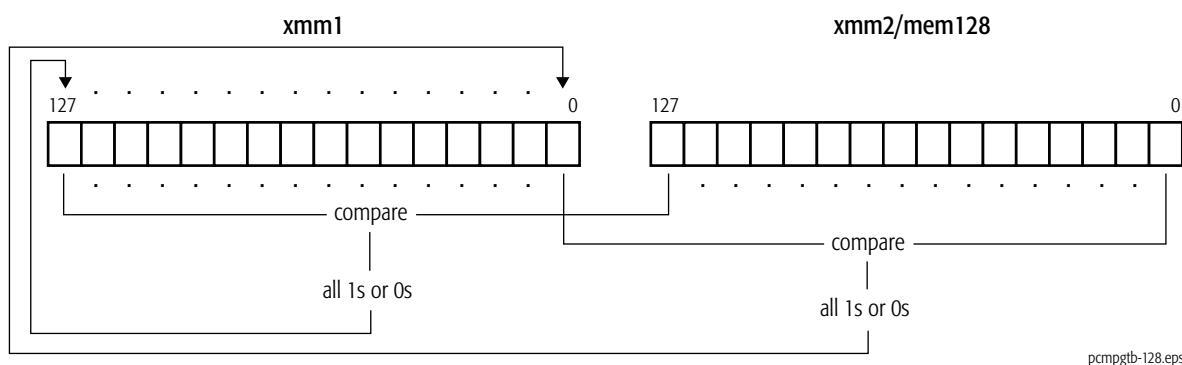 xmm1 xmm2/mem128
. . . . . . . . . . . . . .
127 0 127 0
. . . . . . . . . . . . . . . . . . . . . . . . . . . .
compare
compare
all 1s or 0s
all 1s or 0s
pcmpgtb-128.eps